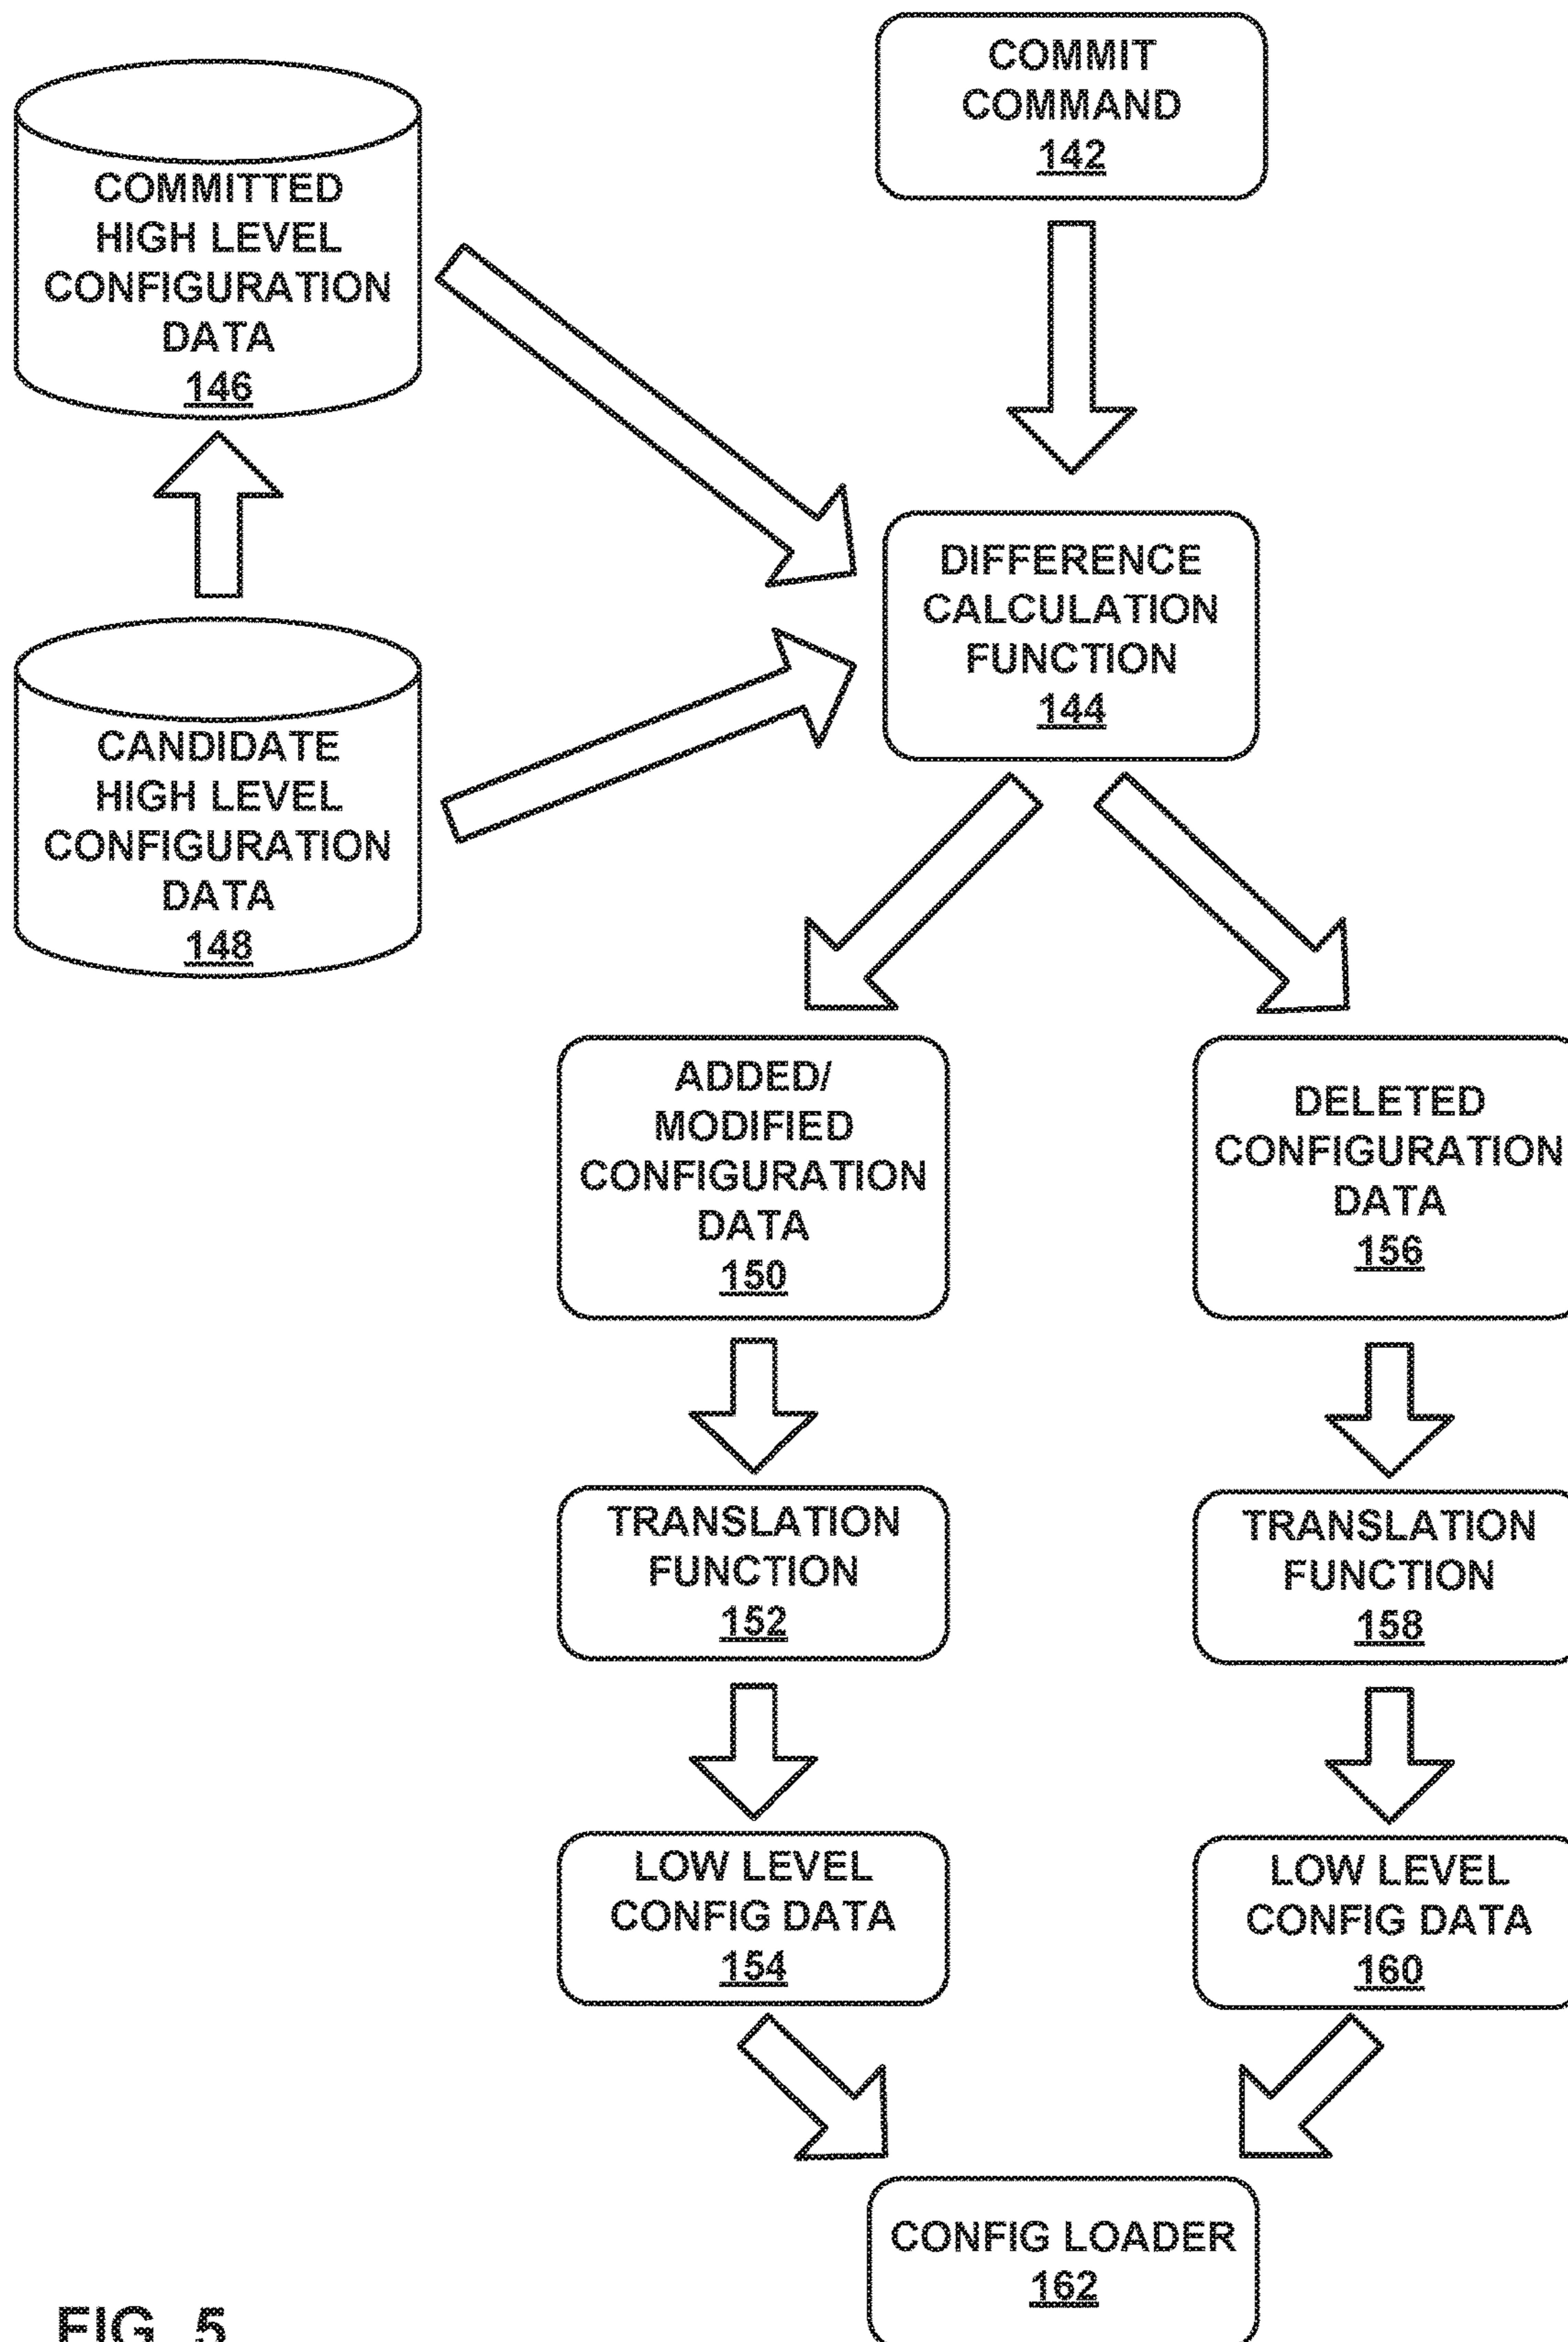 COMMIT
COMMAND
142
COMMITTED
HIGH LEVEL
CONFIGURATION
DATA
146
DIFFERENCE
CALCULATION
FUNCTION
144
CANDIDATE
HIGH LEVEL
CONFIGURATION
DATA
148
ADDED/
MODIFIED
CONFIGURATION
DATA
150
DELETED
CONFIGURATION
DATA
156
TRANSLATION
FUNCTION
152
TRANSLATION
FUNCTION
158
LOW LEVEL
CONFIG DATA
154
LOW LEVEL
CONFIG DATA
160
CONFIG LOADER
162
FIG. 5